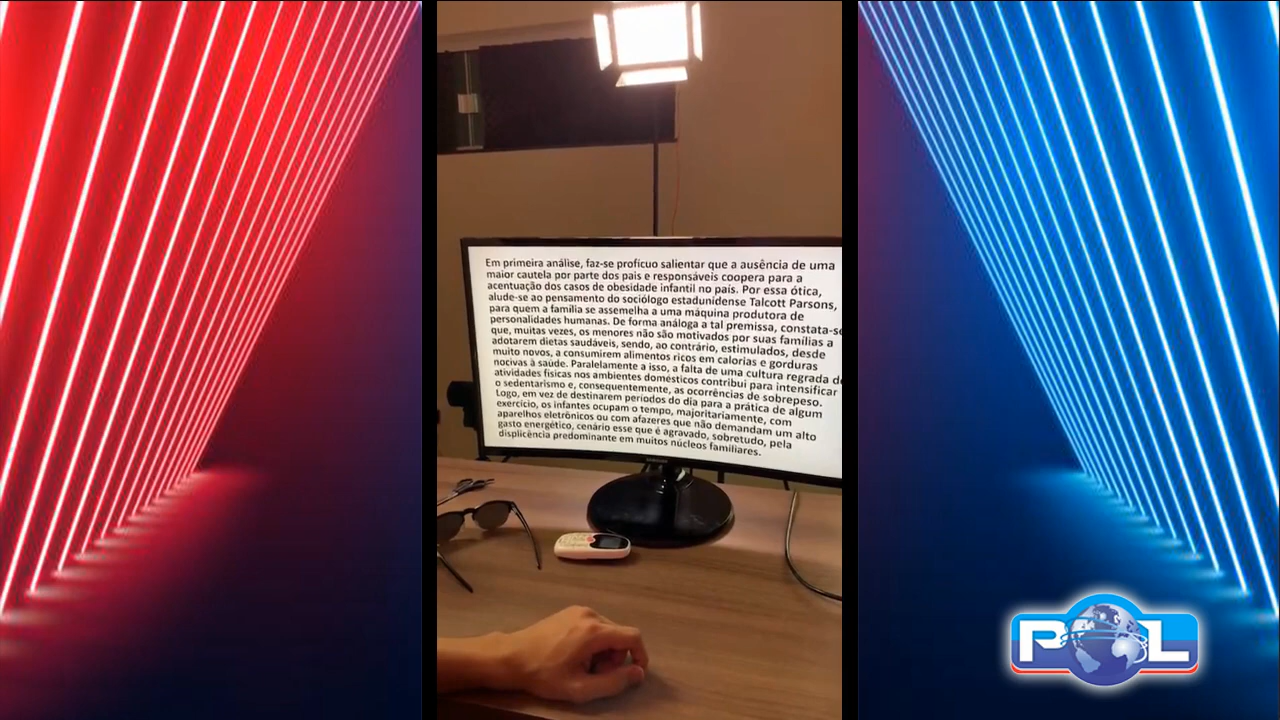 Em primeira análise, faz-se profícuo salientar que a ausência de uma
maior cautela por parte dos pais e responsáveis coopera para a
acentuação dos casos de obesidade infantil no país. Por essa ótica,
alude-se ao pensamento do sociólogo estadunidense Talcott Parsons,
para quem a família se assemelha a uma máquina produtora de
personalidades humanas. De forma análoga a tal premissa, constata-se
que, muitas vezes, os menores não são motivados por suas famílias a
adotarem dietas saudáveis, sendo, ao contrário, estimulados, desde
muito novos, a consumirem alimentos ricos em calorias e gorduras
nocivas à saúde. Paralelamente a isso, a falta de uma cultura regrada de
atividades físicas nos ambientes domésticos contribui para intensificar
o sedentarismo e, consequentemente, as ocorrências de sobrepeso.
Logo, em vez de destinarem períodos do dia para a prática de algum
exercício, os infantes ocupam o tempo, majoritariamente, com
aparelhos eletrônicos ou com afazeres que não demandam um alto
gasto energético, cenário esse que é agravado, sobretudo, pela
displicência predominante em muitos núcleos familiares.
SAMSUNG
POL